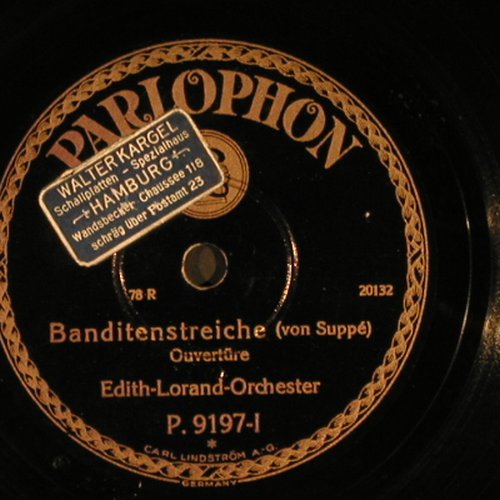 PARLOPHON
WALTER KARGEL
Schallplatten - Spezialhaus
HAMBURG
Wandsbecker Chaussee 118
schräg über Postamt 23
78 R
20132
Banditenstreiche (von Suppé)
Ouvertüre
Edith-Lorand-Orchester
P. 9197-I
*
CARL LINDSTRÖM A.-G.
GERMANY